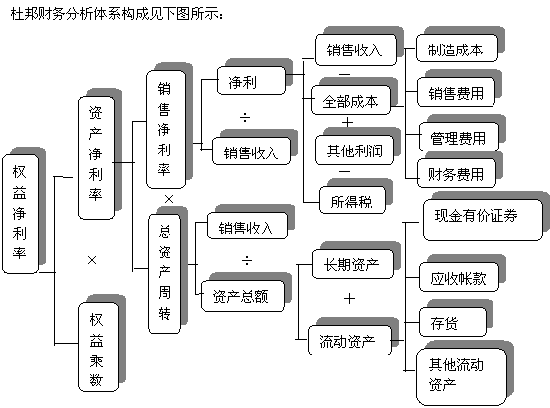 杜邦财务分析体系构成见下图所示：
权益净利率
×
资产净利率
权益乘数
销售净利率
×
总资产周转
净利
÷
销售收入
销售收入
÷
资产总额
销售收入
－
全部成本
＋
其他利润
－
所得税
长期资产
＋
流动资产
制造成本
销售费用
管理费用
财务费用
现金有价证券
应收帐款
存货
其他流动
资产